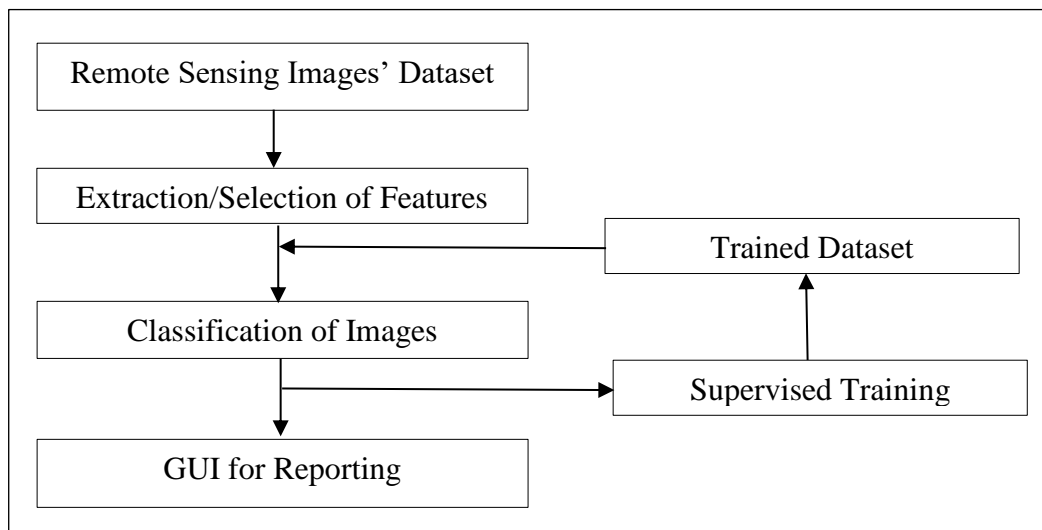 Remote Sensing Images’ Dataset
Extraction/Selection of Features
Trained Dataset
Classification of Images
Supervised Training
GUI for Reporting